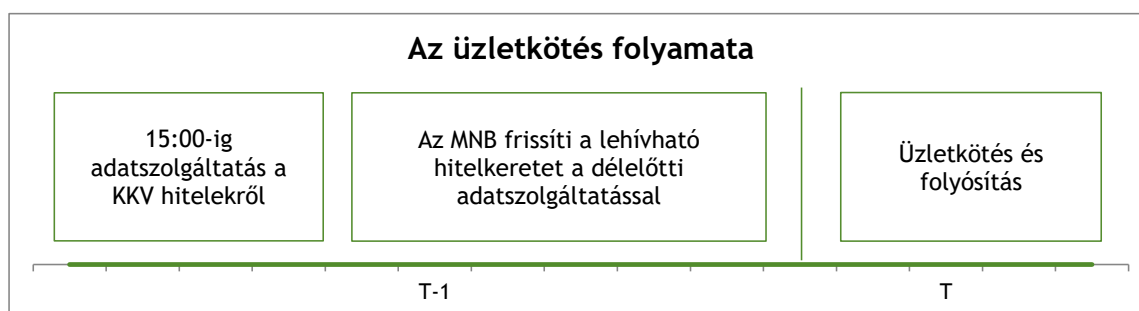 Az üzletkötés folyamata
15:00-ig
adatszolgáltatás a
KKV hitelekről
Az MNB frissíti a lehívható
hitelkeretet a délelőtti
adatszolgáltatással
Üzletkötés és
folyósítás
T-1
T